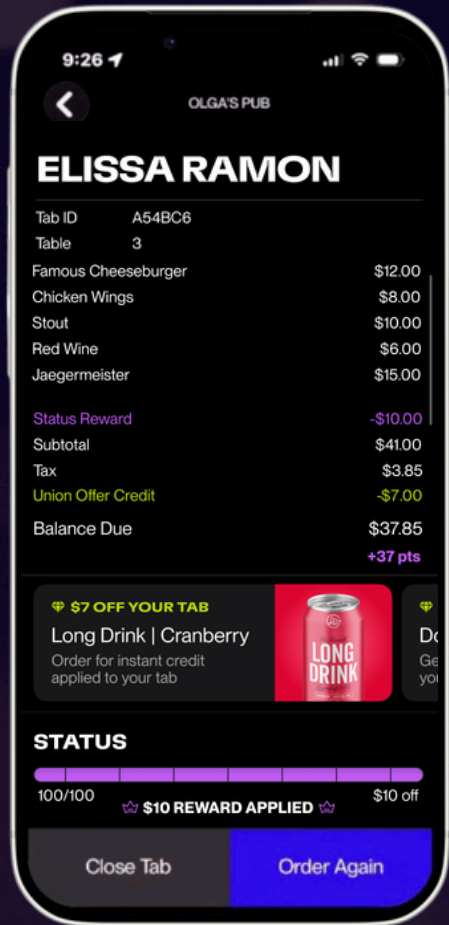 9:26
OLGA'S PUB
ELISSA RAMON
Tab ID A54BC6
Table 3
Famous Cheeseburger $12.00
Chicken Wings $8.00
Stout $10.00
Red Wine $6.00
Jaegermeister $15.00
Status Reward -$10.00
Subtotal $41.00
Tax $3.85
Union Offer Credit -$7.00
Balance Due $37.85
+37 pts
$7 OFF YOUR TAB
Long Drink | Cranberry
Order for instant credit
applied to your tab
LONG
DRINK
STATUS
100/100 $10 off
$10 REWARD APPLIED
Close Tab Order Again